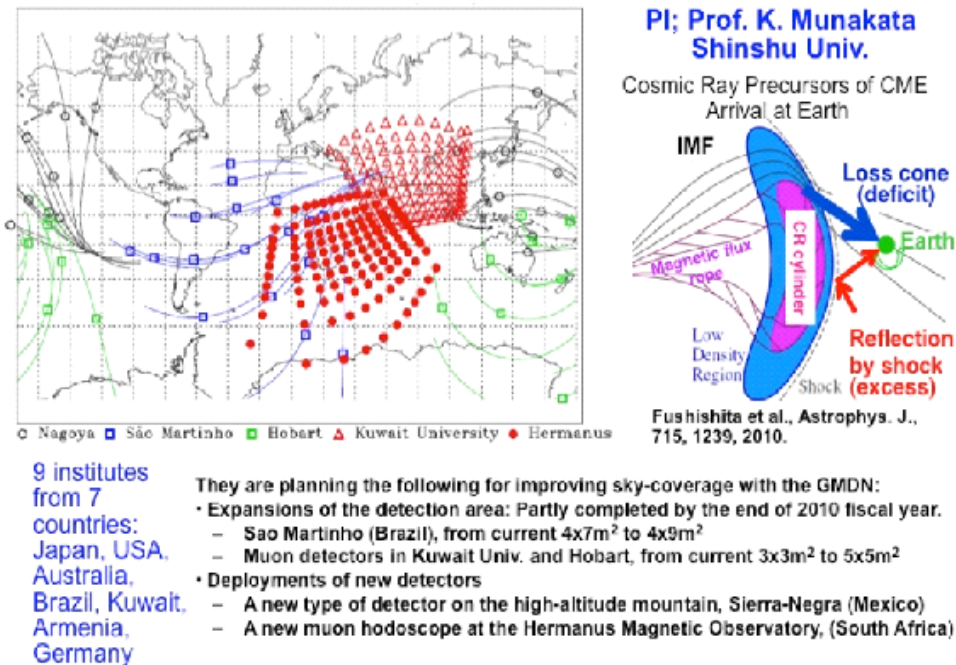 PI; Prof. K. Munakata
Shinshu Univ.
Cosmic Ray Precursors of CME
Arrival at Earth
IMF
Loss cone
(deficit)
Earth
CR cylinder
Magnetic flux
rope
Low
Density
Region
Shock
Reflection
by shock
(excess)
Fushishita et al., Astrophys. J.,
715, 1239, 2010.
Nagoya São Martinho Hobart Kuwait University Hermanus
9 institutes
from 7
countries:
Japan, USA,
Australia,
Brazil, Kuwait,
Armenia,
Germany
They are planning the following for improving sky-coverage with the GMDN:
• Expansions of the detection area: Partly completed by the end of 2010 fiscal year.
– Sao Martinho (Brazil), from current 4x7m² to 4x9m²
– Muon detectors in Kuwait Univ. and Hobart, from current 3x3m² to 5x5m²
• Deployments of new detectors
– A new type of detector on the high-altitude mountain, Sierra-Negra (Mexico)
– A new muon hodoscope at the Hermanus Magnetic Observatory, (South Africa)